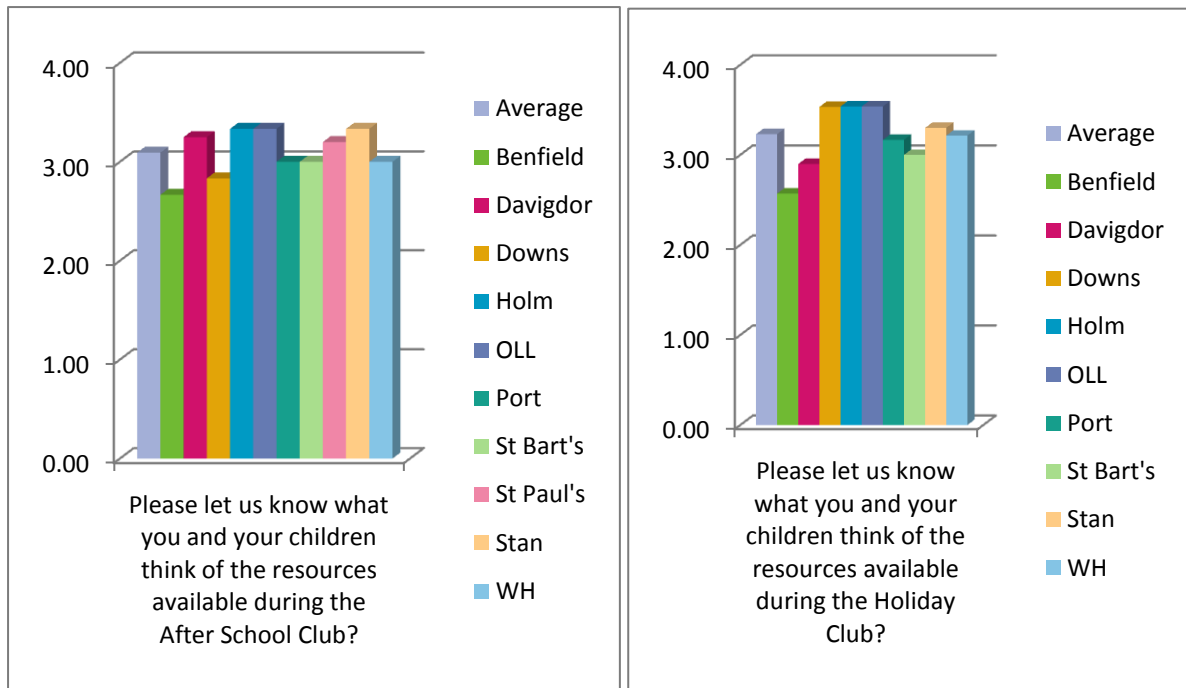 4.00
3.00
2.00
1.00
0.00
Please let us know what
you and your children
think of the resources
available during the
After School Club?
Average
Benfield
Davigdor
Downs
Holm
OLL
Port
St Bart's
St Paul's
Stan
WH
4.00
3.00
2.00
1.00
0.00
Please let us know
what you and your
children think of the
resources available
during the Holiday
Club?
Average
Benfield
Davigdor
Downs
Holm
OLL
Port
St Bart's
Stan
WH